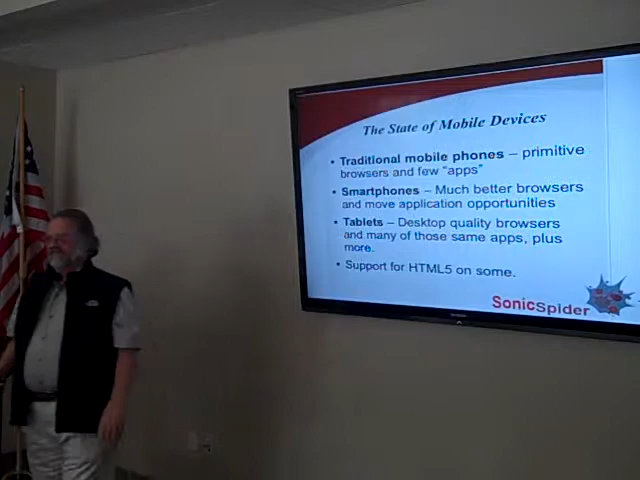 The State of Mobile Devices
• Traditional mobile phones – primitive
browsers and few "apps"
• Smartphones – Much better browsers
and move application opportunities
• Tablets – Desktop quality browsers
and many of those same apps, plus
more.
• Support for HTML5 on some.
SonicSpider